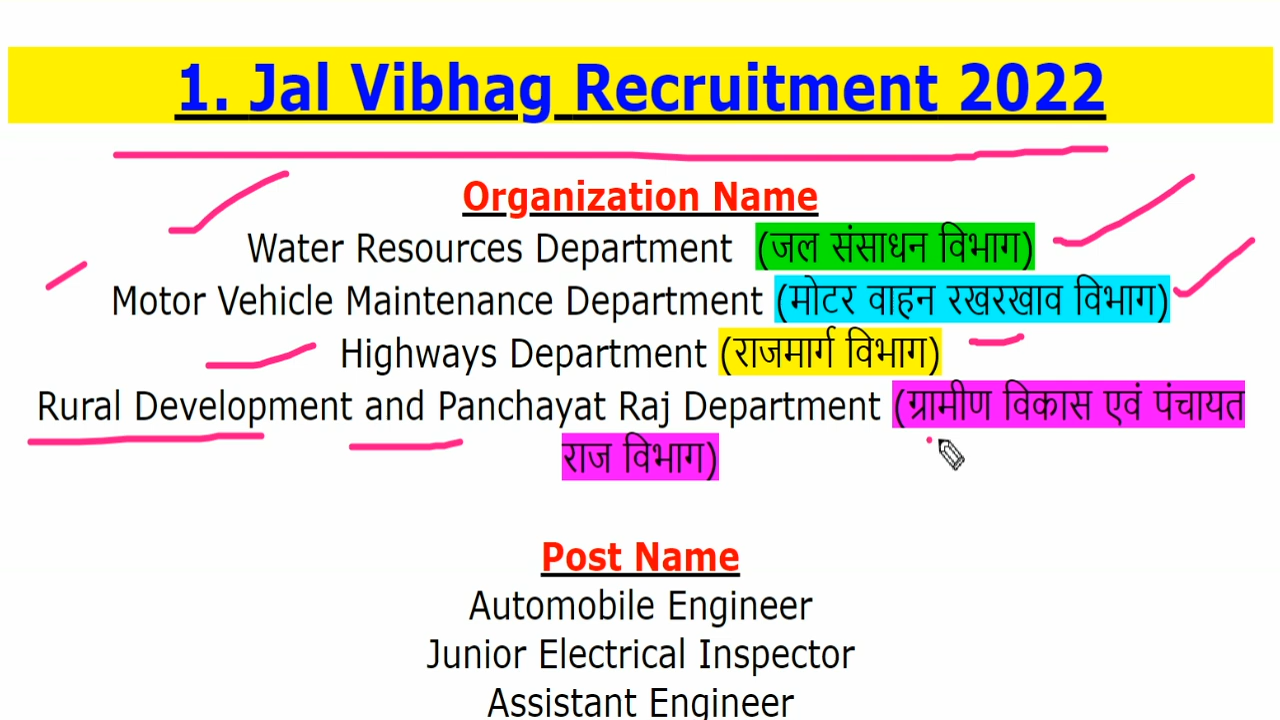 1. Jal Vibhag Recruitment 2022
Organization Name
Water Resources Department (जल संसाधन विभाग)
Motor Vehicle Maintenance Department (मोटर वाहन रखरखाव विभाग)
Highways Department (राजमार्ग विभाग)
Rural Development and Panchayat Raj Department (ग्रामीण विकास एवं पंचायत
राज विभाग)
Post Name
Automobile Engineer
Junior Electrical Inspector
Assistant Engineer